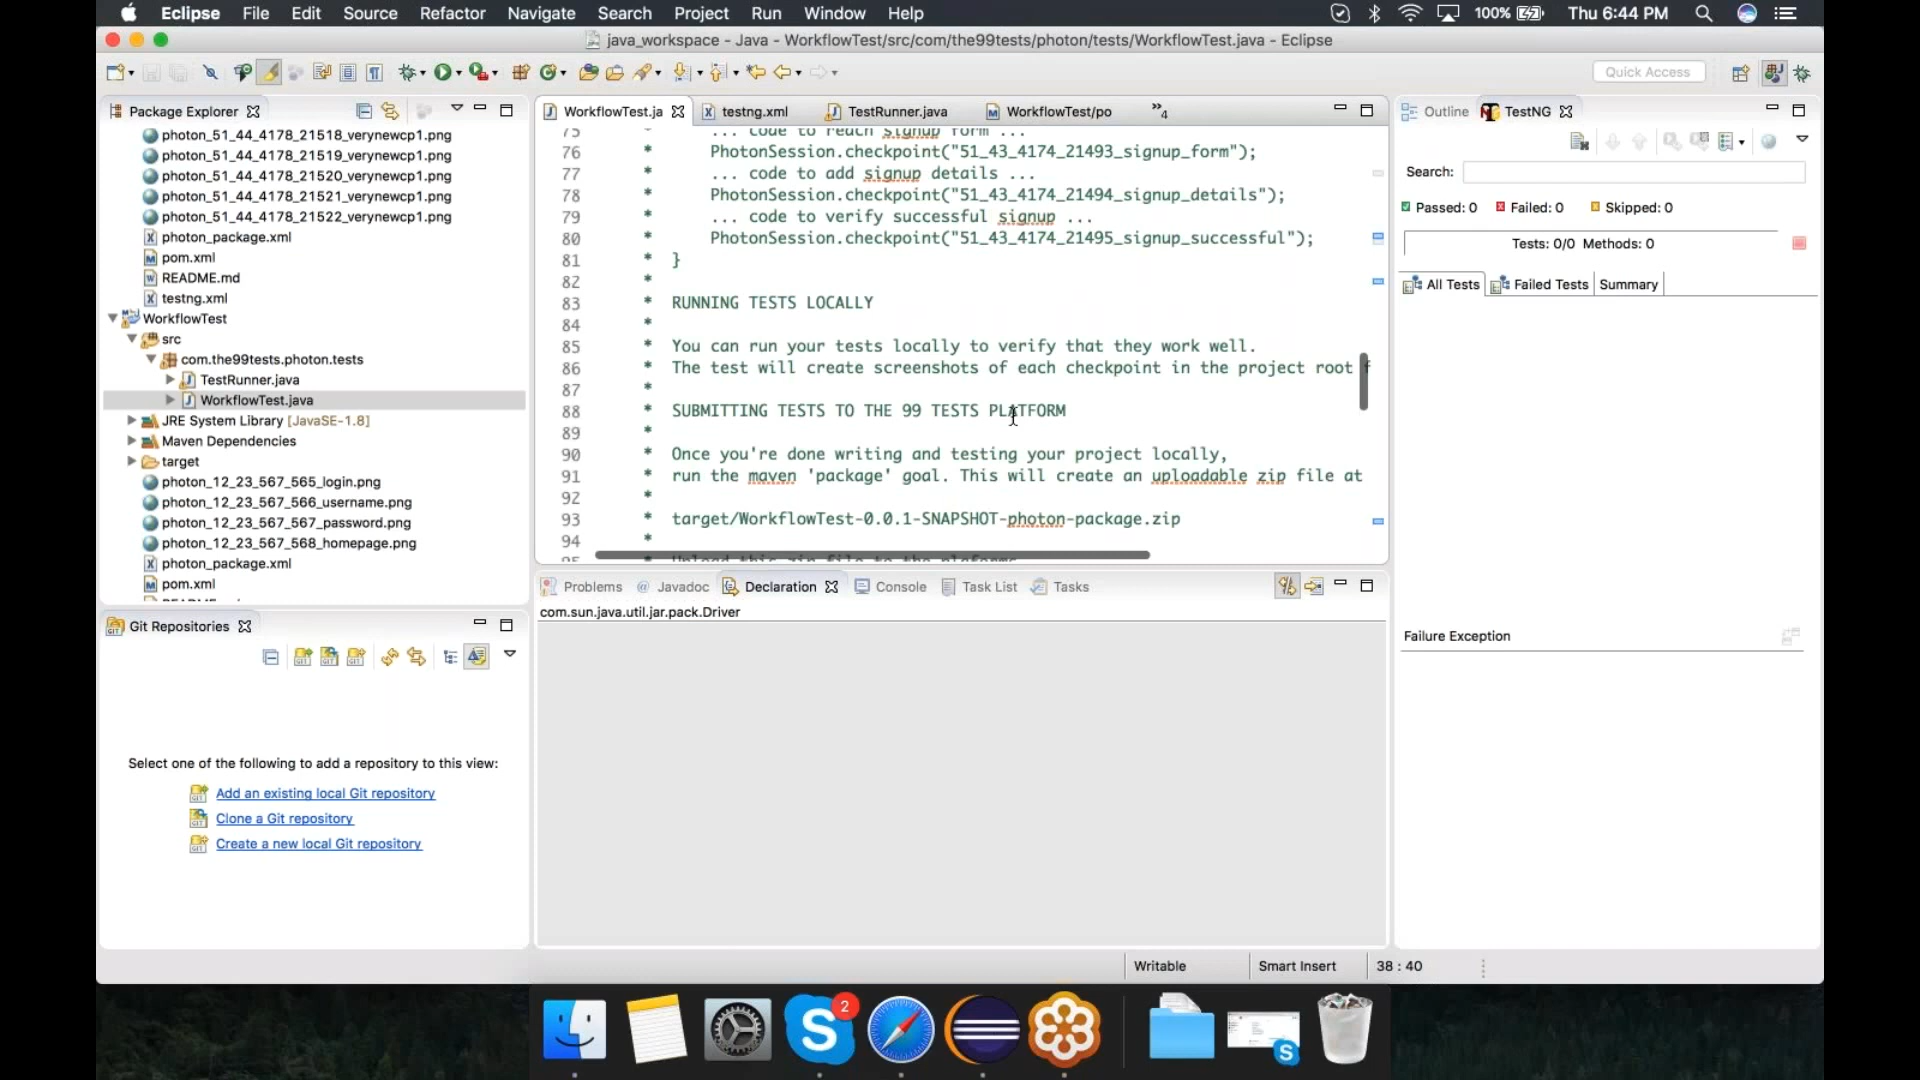 Eclipse File Edit Source Refactor Navigate Search Project Run Window Help 100% Thu 6:44 PM
java_workspace - Java - WorkflowTest/src/com/the99tests/photon/tests/WorkflowTest.java - Eclipse
Quick Access
Package Explorer
photon_51_44_4178_21518_verynewcp1.png
photon_51_44_4178_21519_verynewcp1.png
photon_51_44_4178_21520_verynewcp1.png
photon_51_44_4178_21521_verynewcp1.png
photon_51_44_4178_21522_verynewcp1.png
photon_package.xml
pom.xml
README.md
testng.xml
WorkflowTest
src
com.the99tests.photon.tests
TestRunner.java
WorkflowTest.java
JRE System Library [JavaSE-1.8]
Maven Dependencies
target
photon_12_23_567_565_login.png
photon_12_23_567_566_username.png
photon_12_23_567_567_password.png
photon_12_23_567_568_homepage.png
photon_package.xml
pom.xml
Git Repositories
Select one of the following to add a repository to this view:
Add an existing local Git repository
Clone a Git repository
Create a new local Git repository
WorkflowTest.ja testng.xml TestRunner.java WorkflowTest/po »4
75 * ... code to reach signup form ...
76 * PhotonSession.checkpoint("51_43_4174_21493_signup_form");
77 * ... code to add signup details ...
78 * PhotonSession.checkpoint("51_43_4174_21494_signup_details");
79 * ... code to verify successful signup ...
80 * PhotonSession.checkpoint("51_43_4174_21495_signup_successful");
81 * }
82 *
83 * RUNNING TESTS LOCALLY
84 *
85 * You can run your tests locally to verify that they work well.
86 * The test will create screenshots of each checkpoint in the project root f
87 *
88 * SUBMITTING TESTS TO THE 99 TESTS PLATFORM
89 *
90 * Once you're done writing and testing your project locally,
91 * run the maven 'package' goal. This will create an uploadable zip file at
92 *
93 * target/WorkflowTest-0.0.1-SNAPSHOT-photon-package.zip
94 *
Problems Javadoc Declaration Console Task List Tasks
com.sun.java.util.jar.pack.Driver
Outline TestNG
Search:
Passed: 0 Failed: 0 Skipped: 0
Tests: 0/0 Methods: 0
All Tests Failed Tests Summary
Failure Exception
Writable Smart Insert 38 : 40
2